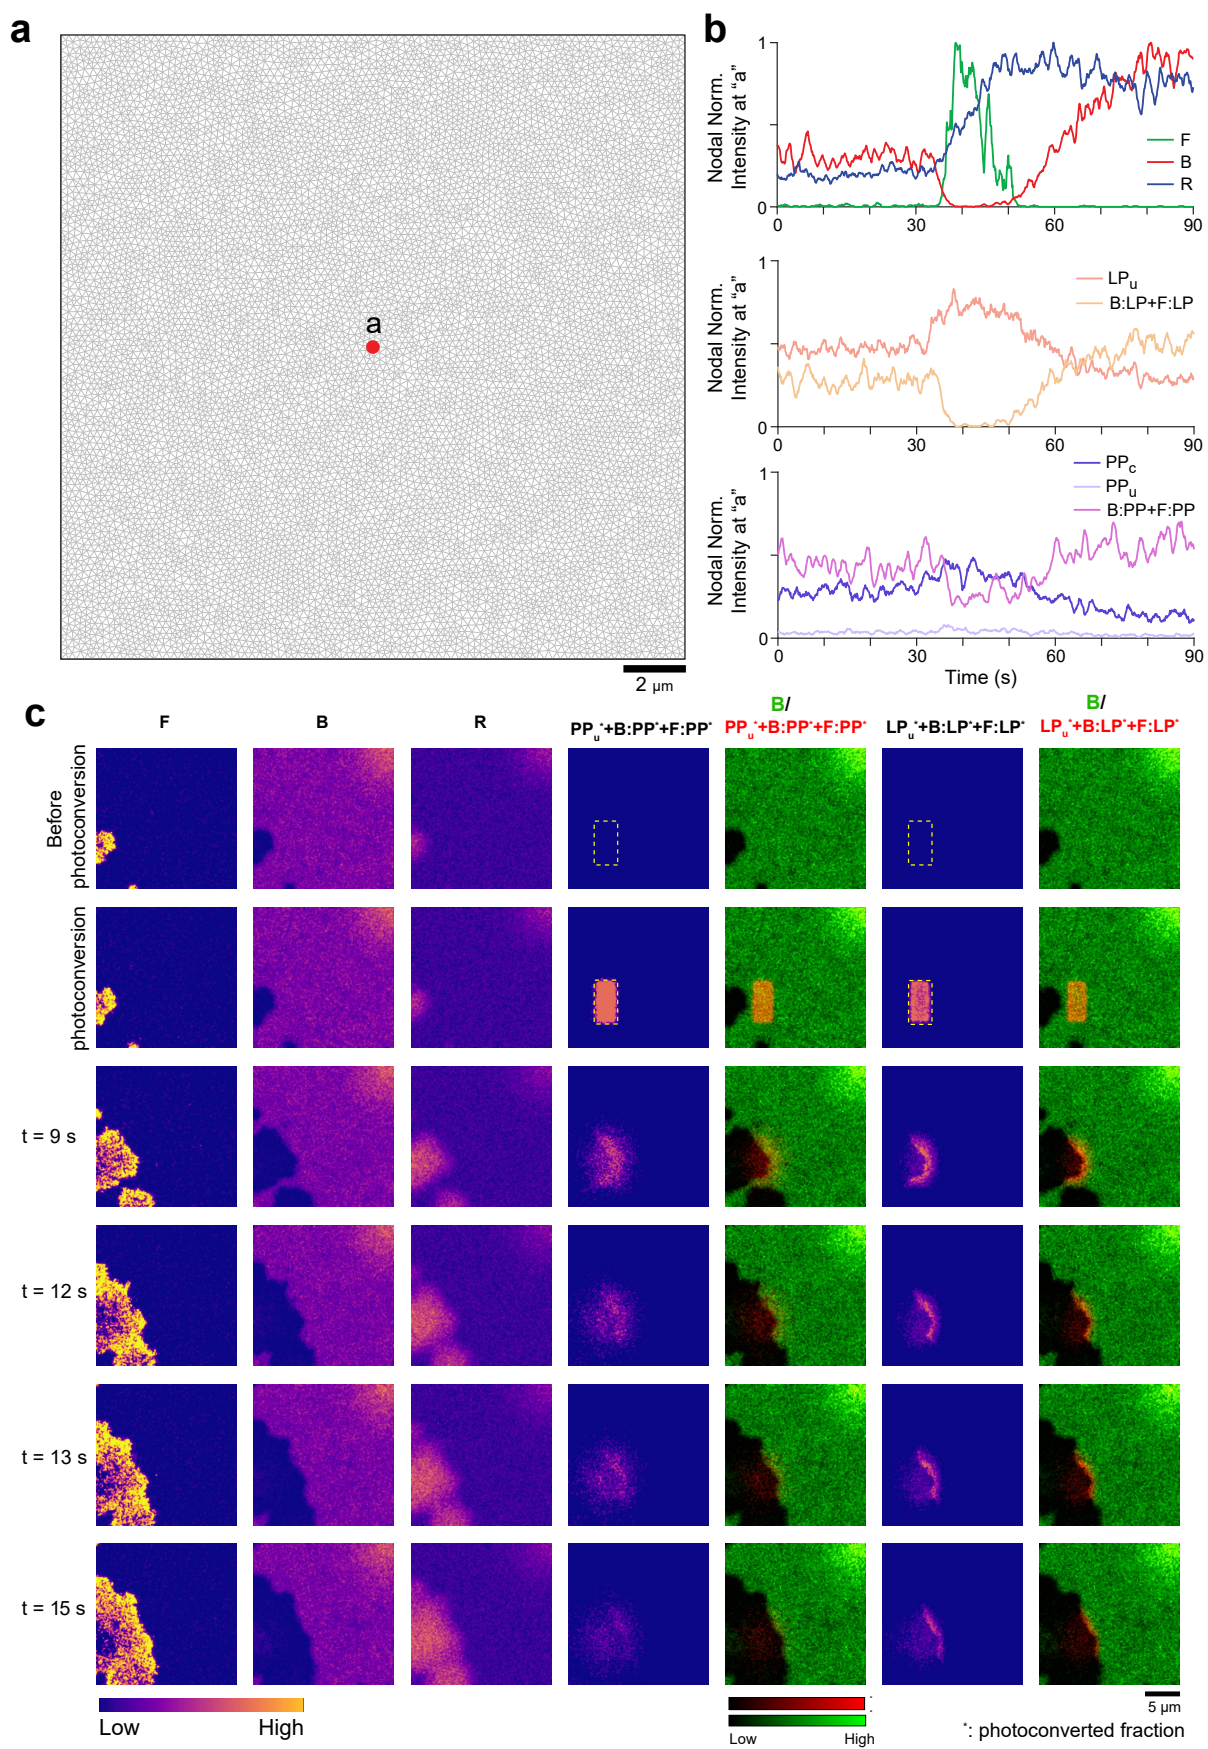 a
a
2 µm
b
Nodal Norm.
Intensity at “a”
1
0
F
B
R
0 30 60 90
Nodal Norm.
Intensity at “a”
1
0
LPu
B:LP+F:LP
0 30 60 90
Nodal Norm.
Intensity at “a”
1
0
PPc
PPu
B:PP+F:PP
0 30 60 90
Time (s)
c
F B R PPu*+B:PP*+F:PP* B/ PPu*+B:PP*+F:PP* LPu*+B:LP*+F:LP* B/ LPu*+B:LP*+F:LP*
Before
photoconversion
photoconversion
t = 9 s
t = 12 s
t = 13 s
t = 15 s
Low High
Low High
5 µm
*: photoconverted fraction